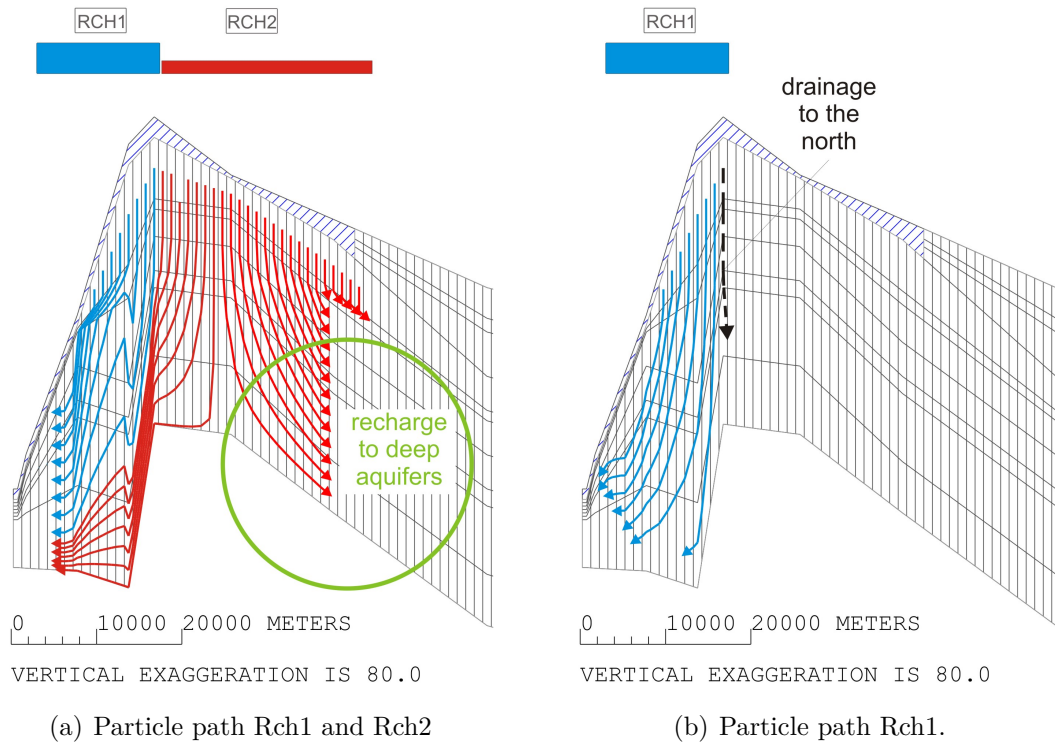 RCH1
RCH2
recharge
to deep
aquifers
0 10000 20000 METERS
VERTICAL EXAGGERATION IS 80.0
(a) Particle path Rch1 and Rch2
RCH1
drainage
to the
north
0 10000 20000 METERS
VERTICAL EXAGGERATION IS 80.0
(b) Particle path Rch1.